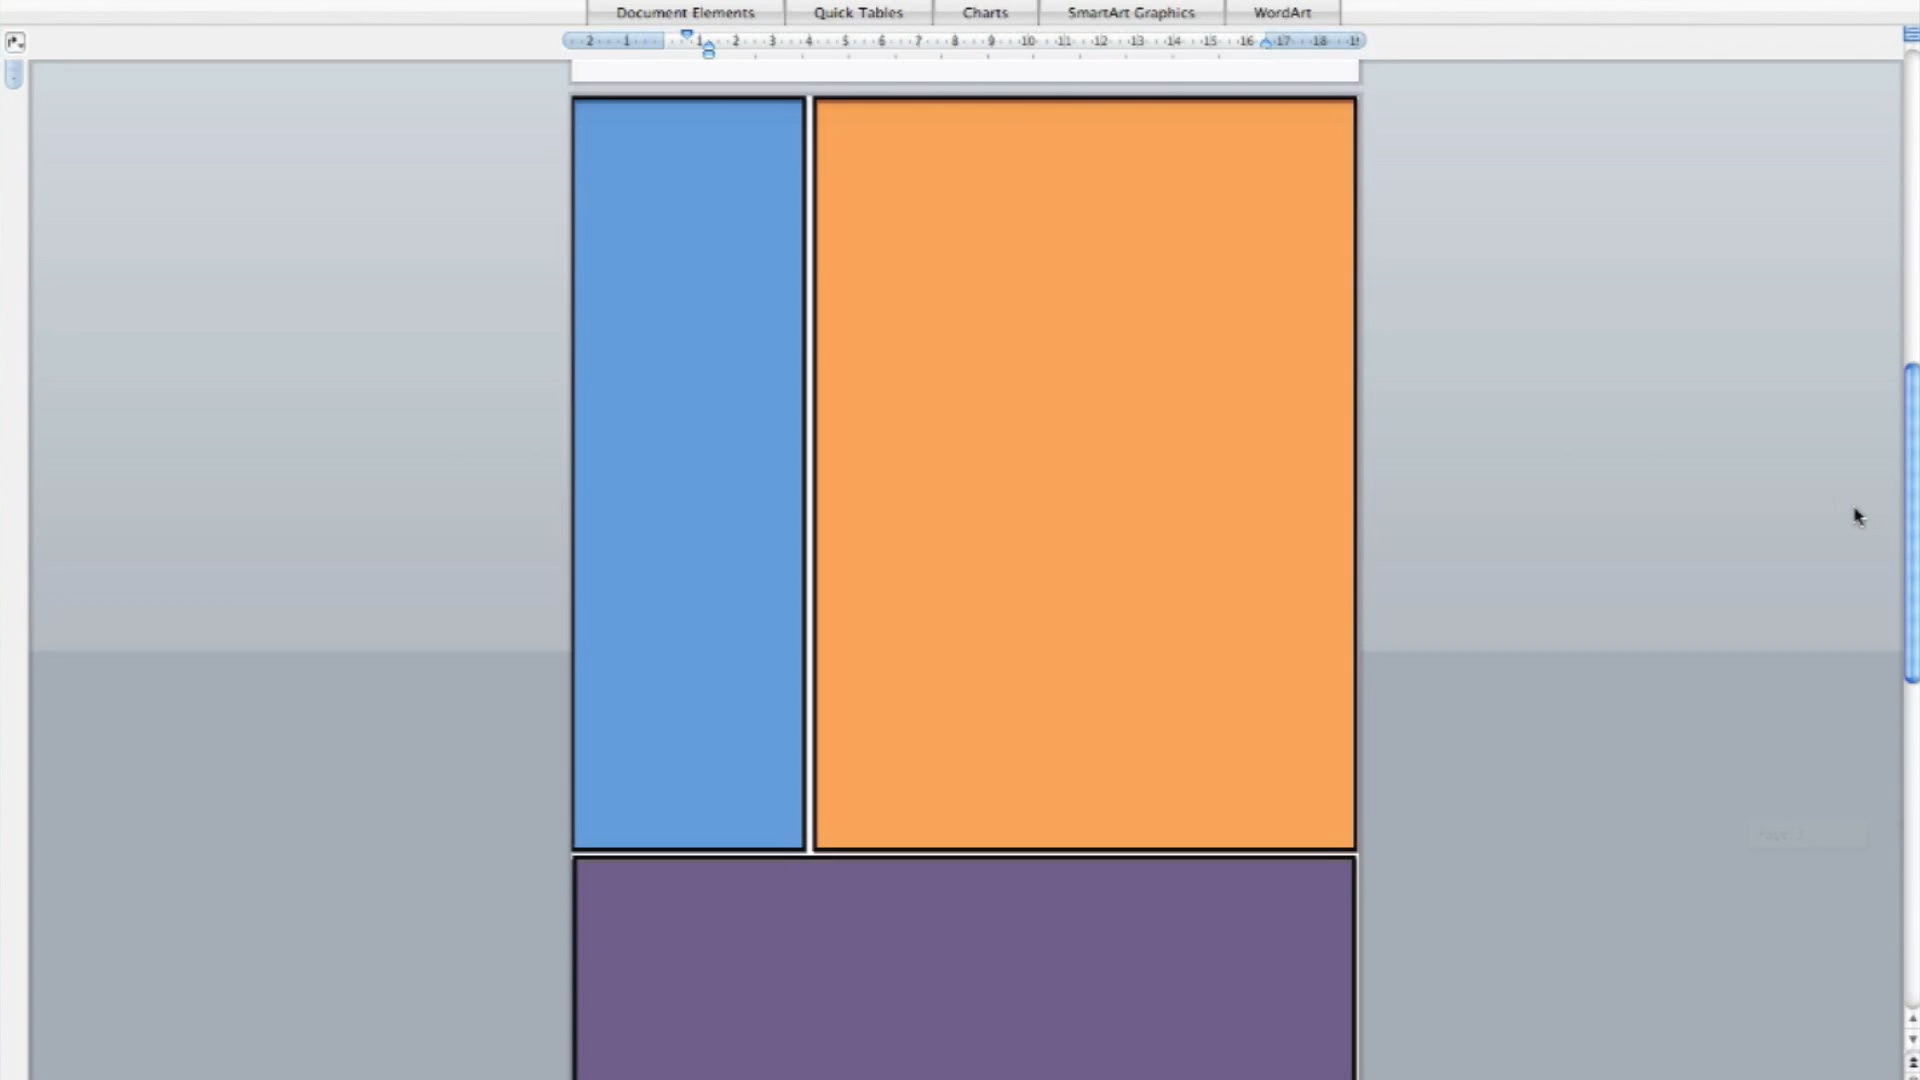 Document Elements Quick Tables Charts SmartArt Graphics WordArt
2 1 1 2 3 4 5 6 7 8 9 10 11 12 13 14 15 16 17 18